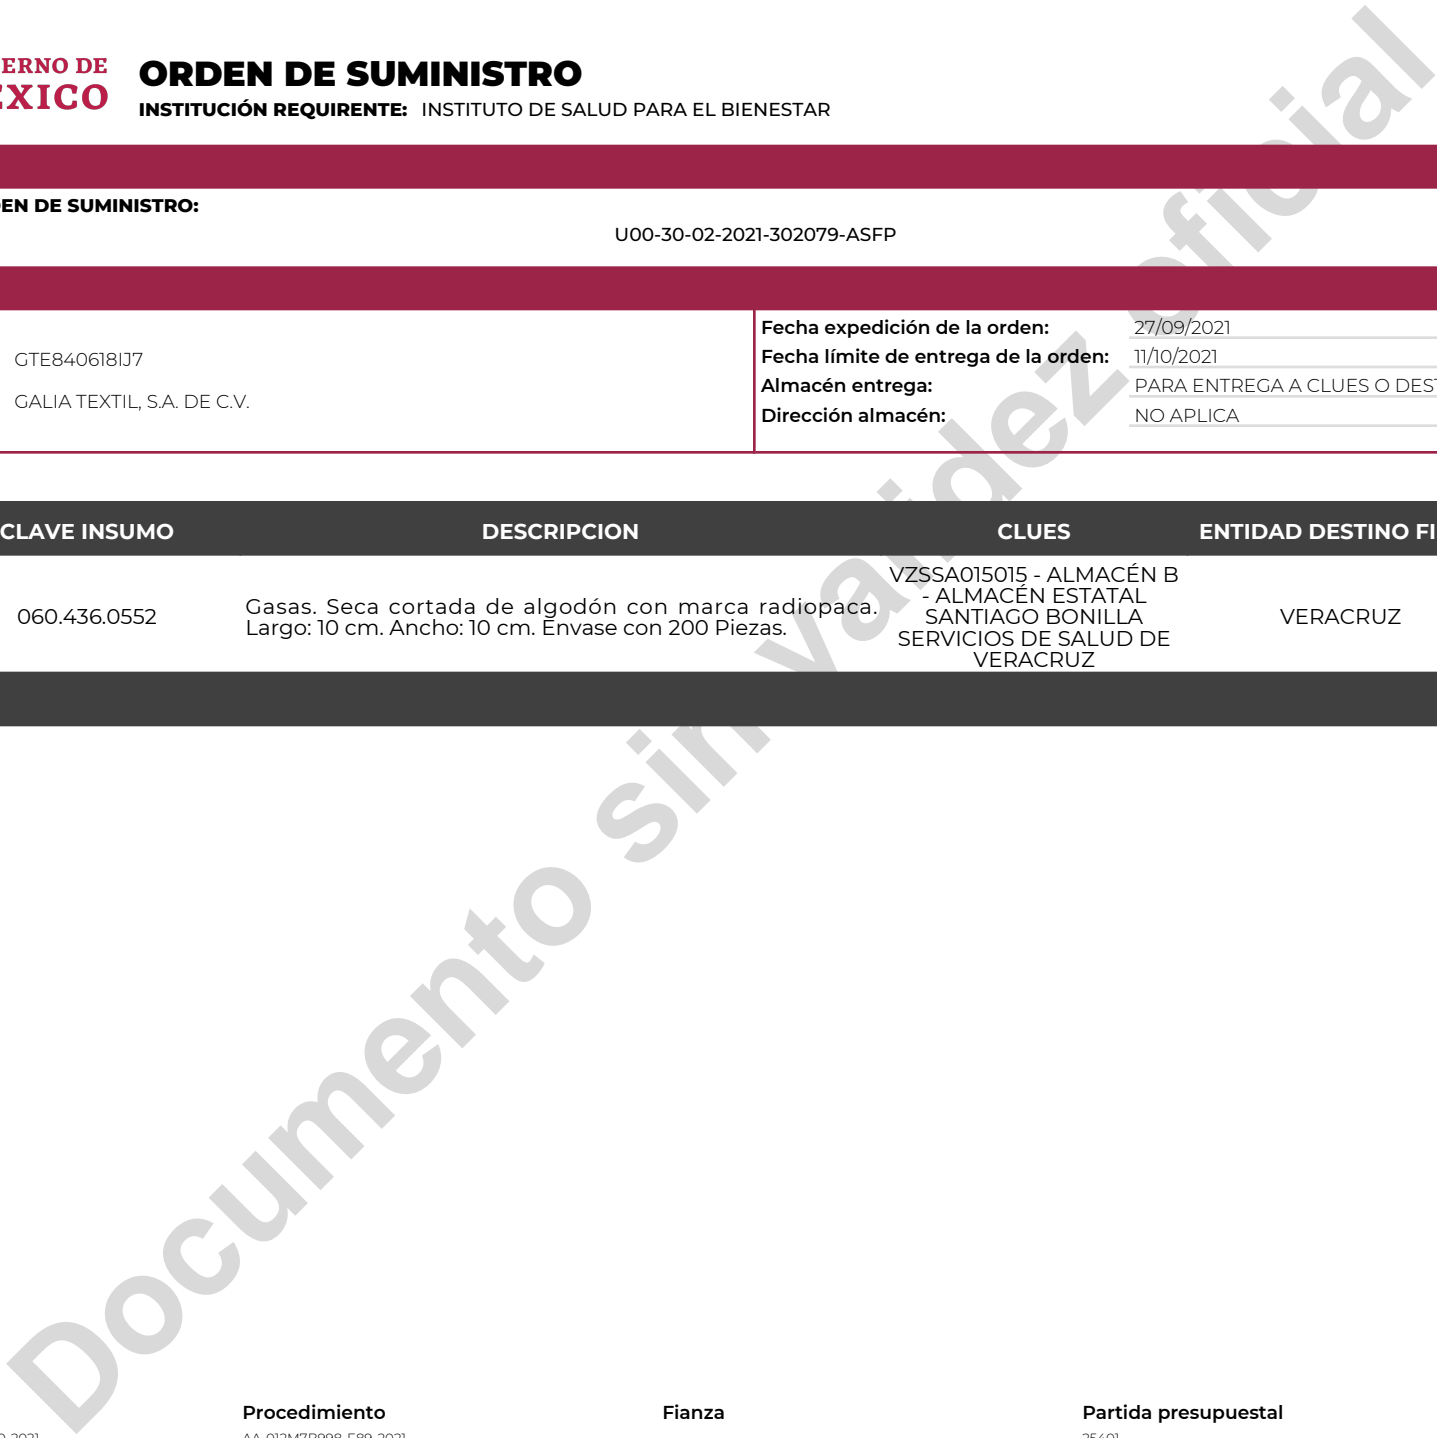 ERNO DE
EXICO
ORDEN DE SUMINISTRO
INSTITUCIÓN REQUIRENTE: INSTITUTO DE SALUD PARA EL BIENESTAR
EN DE SUMINISTRO:
U00-30-02-2021-302079-ASFP
GTE840618IJ7
GALIA TEXTIL, S.A. DE C.V.
Fecha expedición de la orden: 27/09/2021
Fecha límite de entrega de la orden: 11/10/2021
Almacén entrega: PARA ENTREGA A CLUES O DEST
Dirección almacén: NO APLICA
CLAVE INSUMO DESCRIPCION CLUES ENTIDAD DESTINO FI
060.436.0552
Gasas. Seca cortada de algodón con marca radiopaca.
Largo: 10 cm. Ancho: 10 cm. Envase con 200 Piezas.
VZSSA015015 - ALMACÉN B
- ALMACÉN ESTATAL
SANTIAGO BONILLA
SERVICIOS DE SALUD DE
VERACRUZ
VERACRUZ
Documento sin validez oficial
Procedimiento Fianza Partida presupuestal